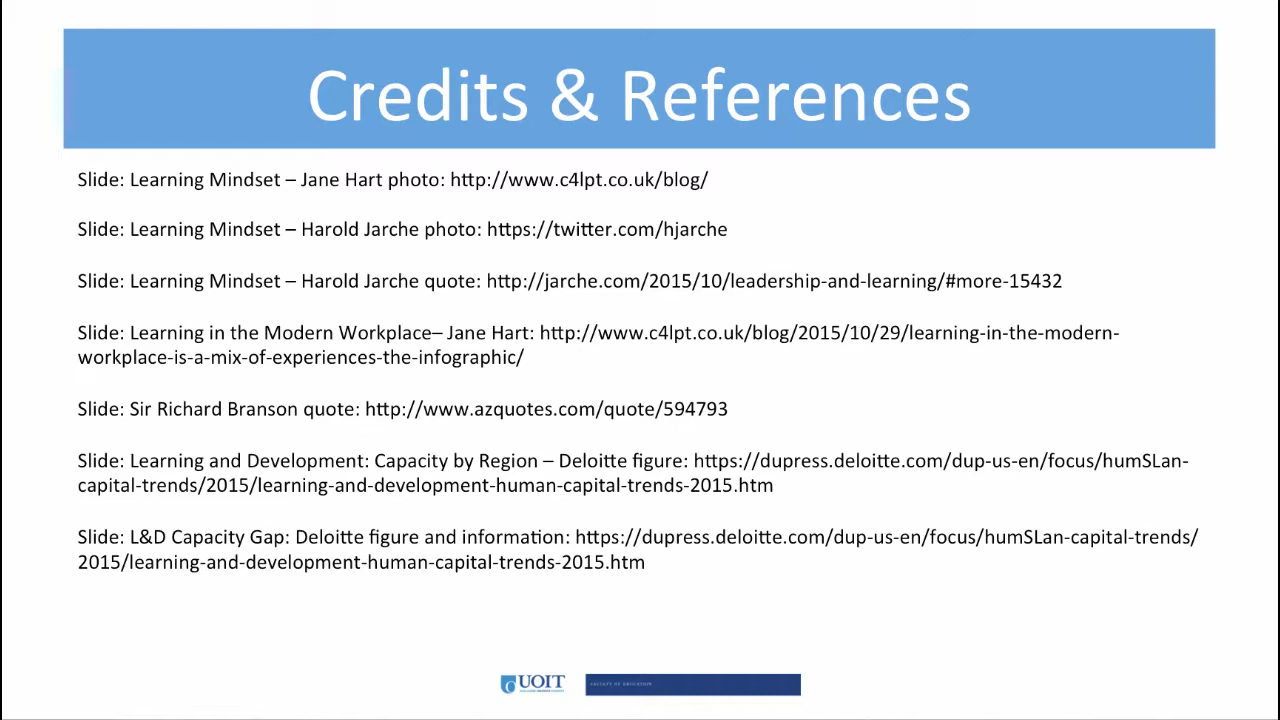 Credits & References
Slide: Learning Mindset – Jane Hart photo: http://www.c4lpt.co.uk/blog/
Slide: Learning Mindset – Harold Jarche photo: https://twitter.com/hjarche
Slide: Learning Mindset – Harold Jarche quote: http://jarche.com/2015/10/leadership-and-learning/#more-15432
Slide: Learning in the Modern Workplace– Jane Hart: http://www.c4lpt.co.uk/blog/2015/10/29/learning-in-the-modern-
workplace-is-a-mix-of-experiences-the-infographic/
Slide: Sir Richard Branson quote: http://www.azquotes.com/quote/594793
Slide: Learning and Development: Capacity by Region – Deloitte figure: https://dupress.deloitte.com/dup-us-en/focus/humSLan-
capital-trends/2015/learning-and-development-human-capital-trends-2015.htm
Slide: L&D Capacity Gap: Deloitte figure and information: https://dupress.deloitte.com/dup-us-en/focus/humSLan-capital-trends/
2015/learning-and-development-human-capital-trends-2015.htm
UOIT
FACULTY OF EDUCATION